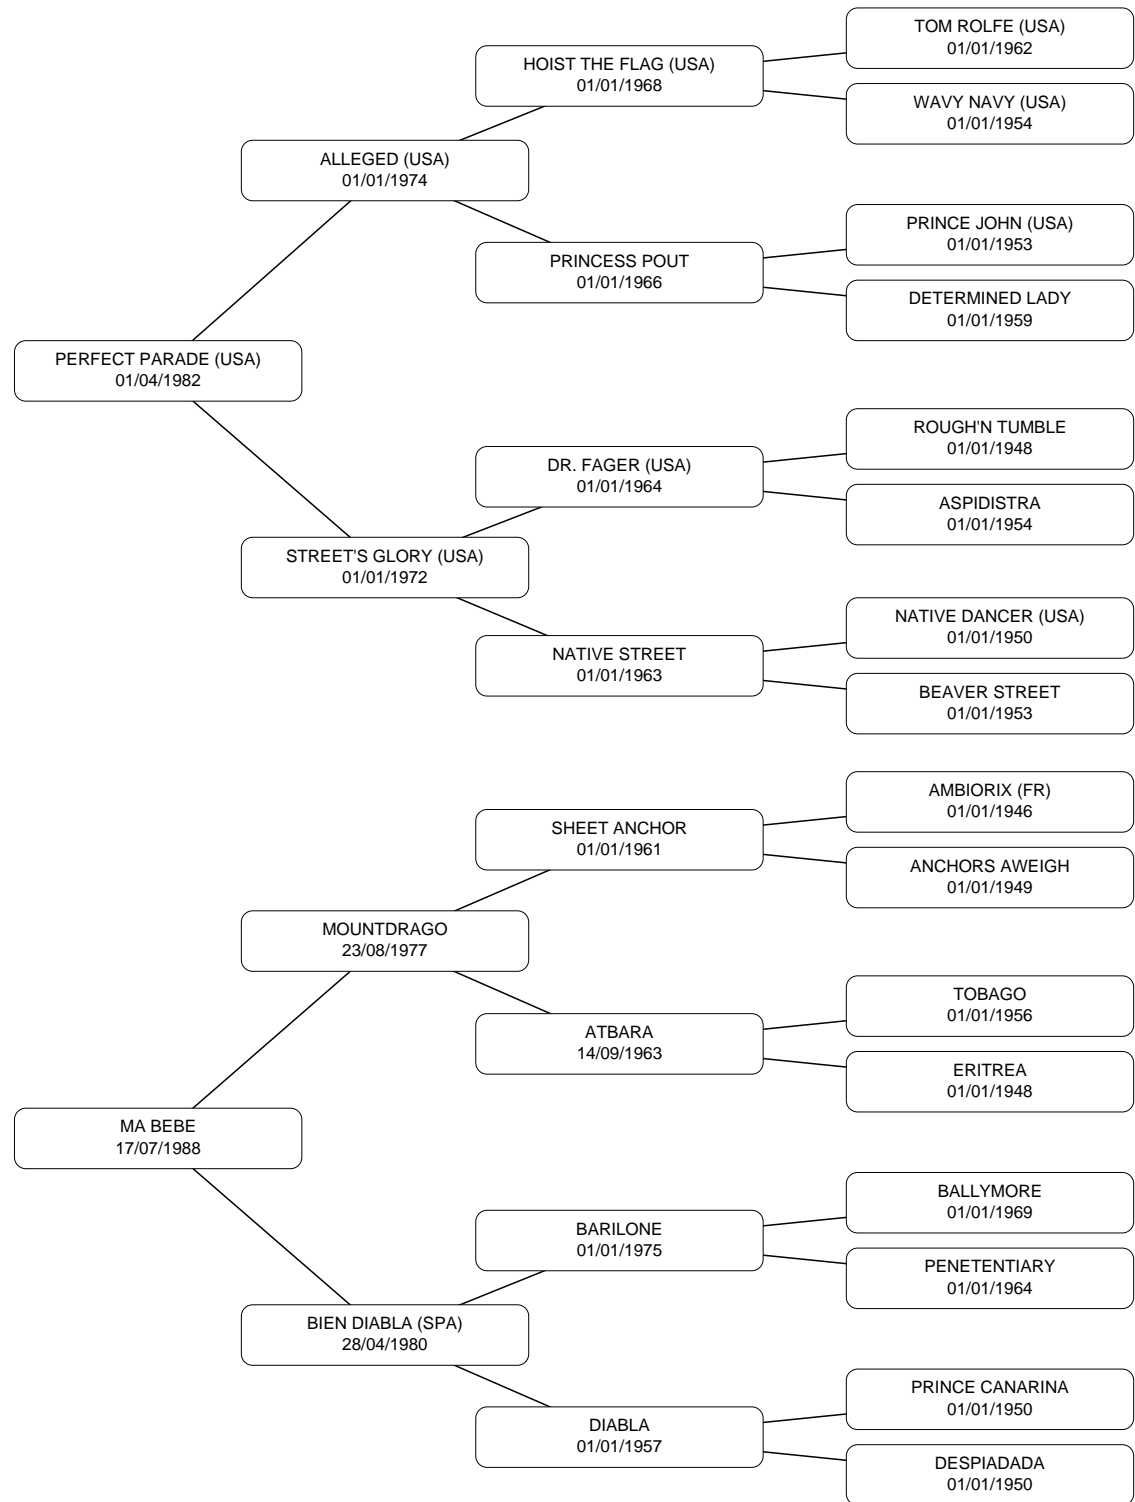 TOM ROLFE (USA)
01/01/1962
HOIST THE FLAG (USA)
01/01/1968
WAVY NAVY (USA)
01/01/1954
ALLEGED (USA)
01/01/1974
PRINCE JOHN (USA)
01/01/1953
PRINCESS POUT
01/01/1966
DETERMINED LADY
01/01/1959
PERFECT PARADE (USA)
01/04/1982
ROUGH'N TUMBLE
01/01/1948
DR. FAGER (USA)
01/01/1964
ASPIDISTRA
01/01/1954
STREET'S GLORY (USA)
01/01/1972
NATIVE DANCER (USA)
01/01/1950
NATIVE STREET
01/01/1963
BEAVER STREET
01/01/1953
AMBIORIX (FR)
01/01/1946
SHEET ANCHOR
01/01/1961
ANCHORS AWEIGH
01/01/1949
MOUNTDRAGO
23/08/1977
TOBAGO
01/01/1956
ATBARA
14/09/1963
ERITREA
01/01/1948
MA BEBE
17/07/1988
BALLYMORE
01/01/1969
BARILONE
01/01/1975
PENETENTIARY
01/01/1964
BIEN DIABLA (SPA)
28/04/1980
PRINCE CANARINA
01/01/1950
DIABLA
01/01/1957
DESPIADADA
01/01/1950